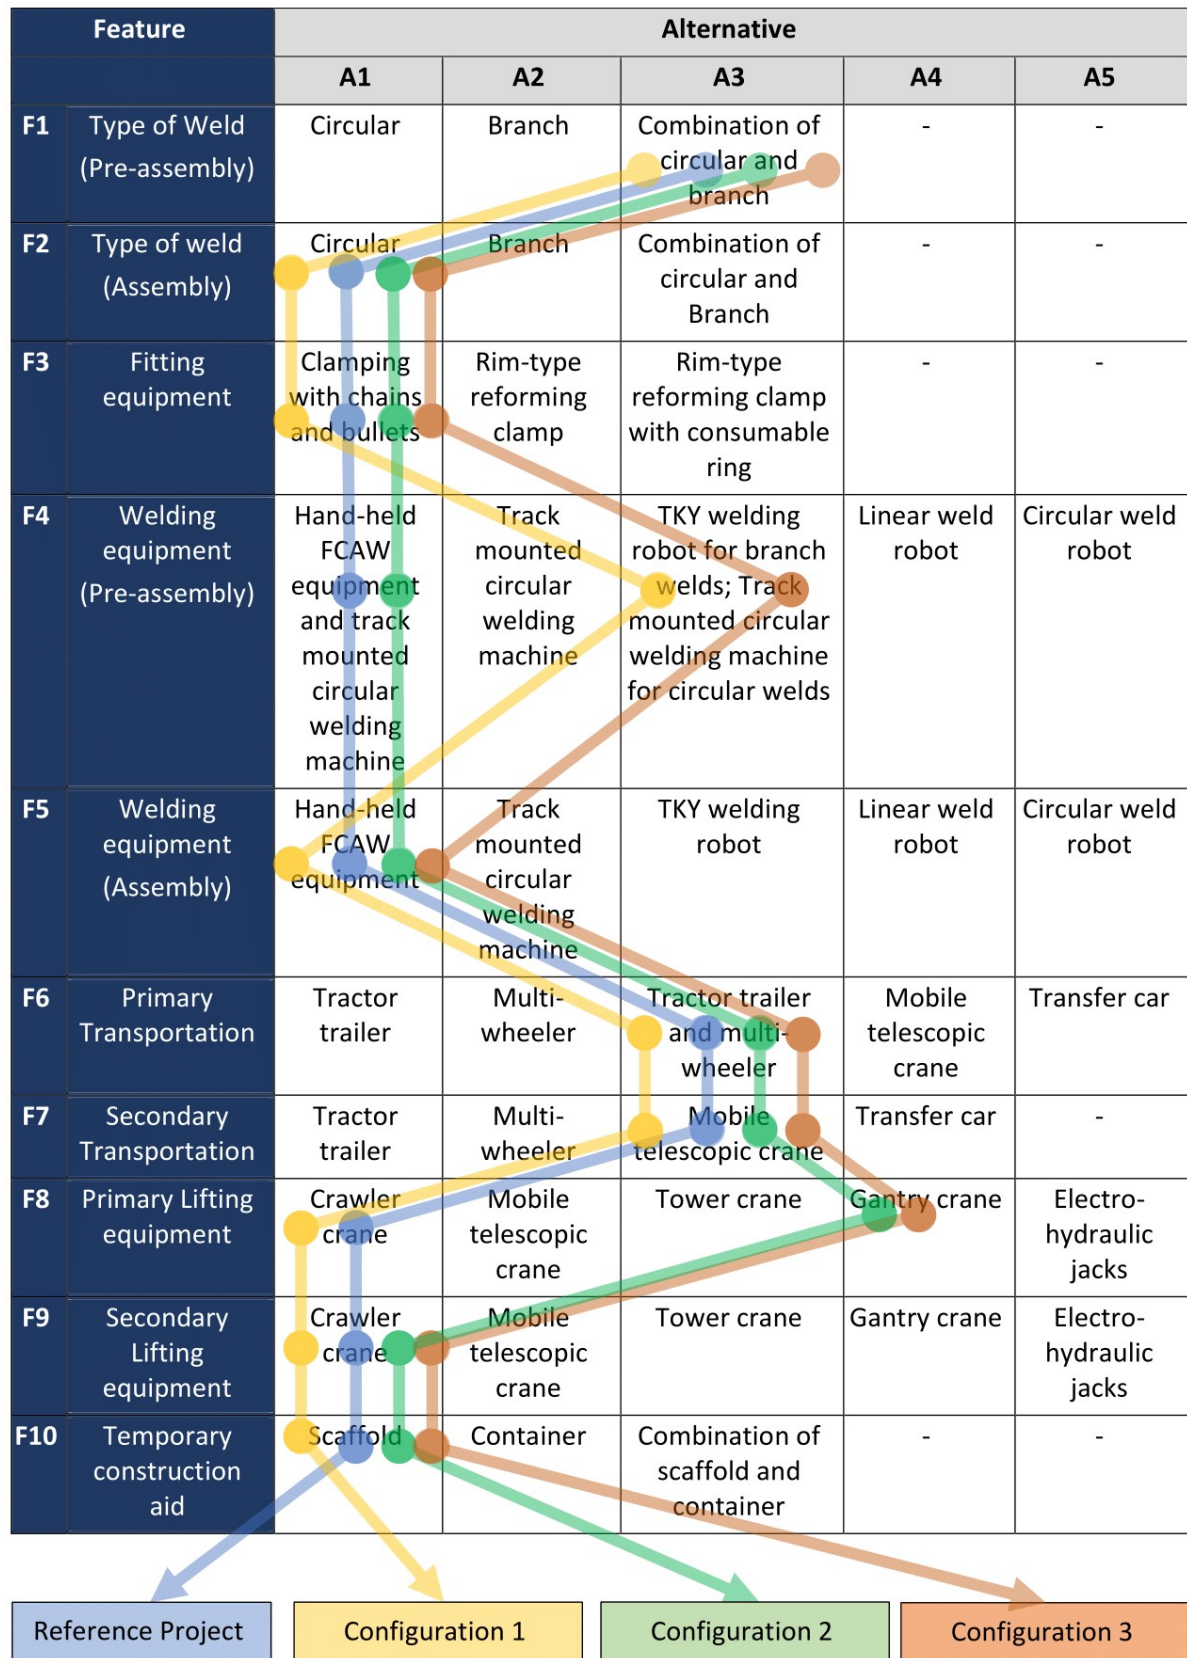 Feature Alternative
A1 A2 A3 A4 A5
F1 Type of Weld Circular Branch Combination of - -
(Pre-assembly) circular and
branch
F2 Type of weld Circular Branch Combination of - -
(Assembly) circular and
Branch
F3 Fitting Clamping Rim-type Rim-type - -
equipment with chains reforming reforming clamp
and bullets clamp with consumable
ring
F4 Welding Hand-held Track TKY welding Linear weld Circular weld
equipment FCAW mounted robot for branch robot robot
(Pre-assembly) equipment circular welds; Track
and track welding mounted circular
mounted machine welding machine
circular for circular welds
welding
machine
F5 Welding Hand-held Track TKY welding Linear weld Circular weld
equipment FCAW mounted robot robot robot
(Assembly) equipment circular
welding
machine
F6 Primary Tractor Multi- Tractor trailer Mobile Transfer car
Transportation trailer wheeler and multi- telescopic
wheeler crane
F7 Secondary Tractor Multi- Mobile Transfer car -
Transportation trailer wheeler telescopic crane
F8 Primary Lifting Crawler Mobile Tower crane Gantry crane Electro-
equipment crane telescopic hydraulic
crane jacks
F9 Secondary Crawler Mobile Tower crane Gantry crane Electro-
Lifting crane telescopic hydraulic
equipment crane jacks
F10 Temporary Scaffold Container Combination of - -
construction scaffold and
aid container
Reference Project Configuration 1 Configuration 2 Configuration 3